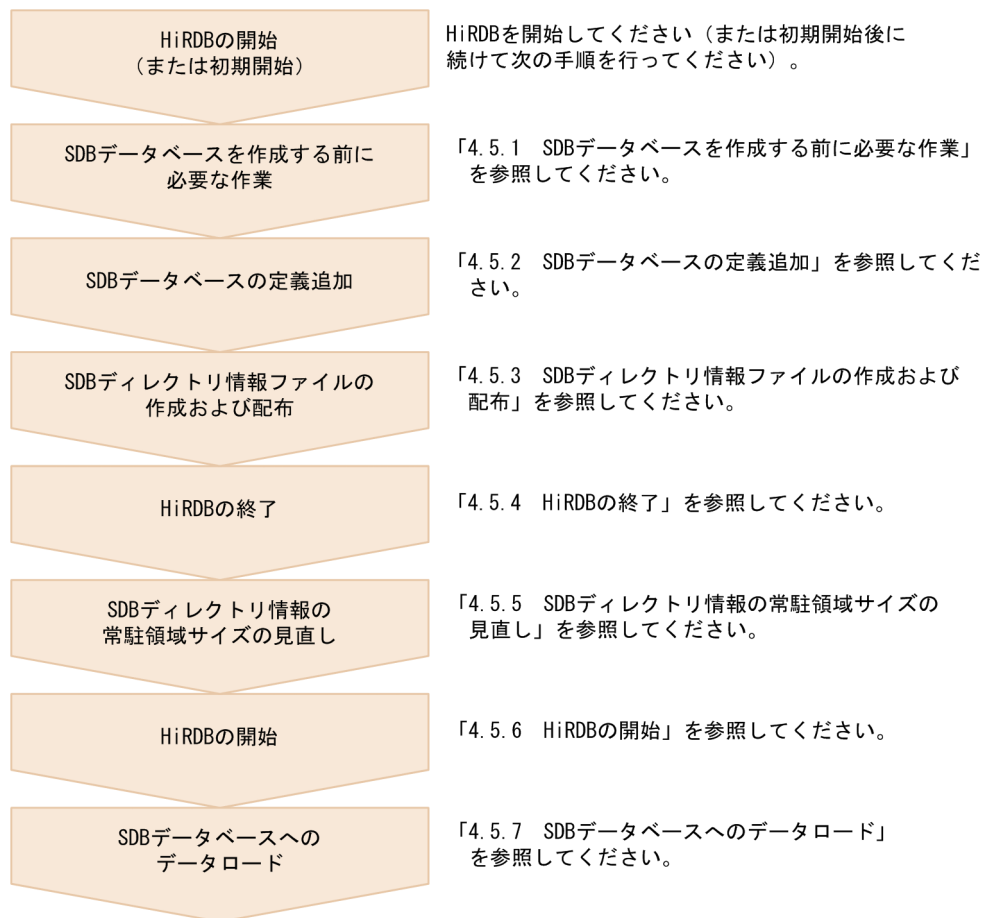 HiRDBの開始
（または初期開始）
HiRDBを開始してください（または初期開始後に
続けて次の手順を行ってください）。
SDBデータベースを作成する前に
必要な作業
「4.5.1　SDBデータベースを作成する前に必要な作業」
を参照してください。
SDBデータベースの定義追加
「4.5.2　SDBデータベースの定義追加」を参照してくだ
さい。
SDBディレクトリ情報ファイルの
作成および配布
「4.5.3　SDBディレクトリ情報ファイルの作成および
配布」を参照してください。
HiRDBの終了
「4.5.4　HiRDBの終了」を参照してください。
SDBディレクトリ情報の
常駐領域サイズの見直し
「4.5.5　SDBディレクトリ情報の常駐領域サイズの
見直し」を参照してください。
HiRDBの開始
「4.5.6　HiRDBの開始」を参照してください。
SDBデータベースへの
データロード
「4.5.7　SDBデータベースへのデータロード」
を参照してください。